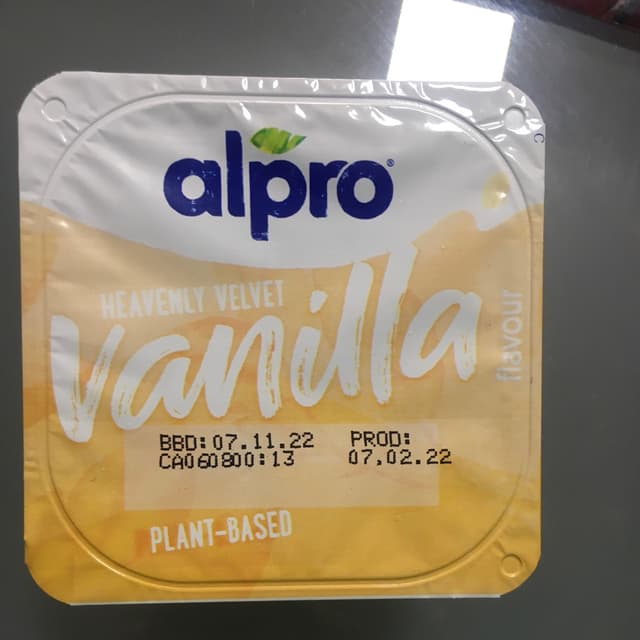 alpro®
HEAVENLY VELVET
vanilla
flavour
BBD:07.11.22 PROD:
CA060800:13 07.02.22
PLANT-BASED